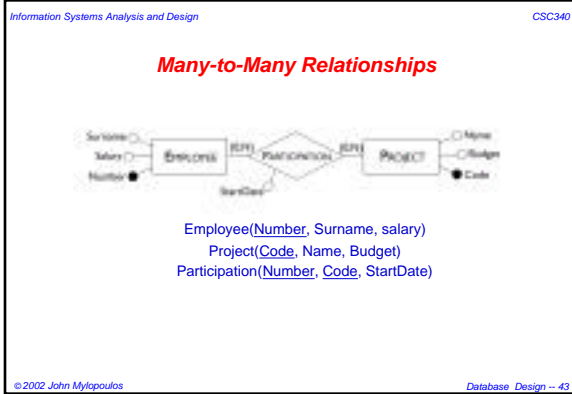 Information Systems Analysis and Design CSC340
Many-to-Many Relationships
Surname
Salary
Number
EMPLOYEE
PARTICIPATION
StartDate
PROJECT
Name
Budget
Code
Employee(Number, Surname, salary)
Project(Code, Name, Budget)
Participation(Number, Code, StartDate)
©2002 John Mylopoulos Database Design -- 43